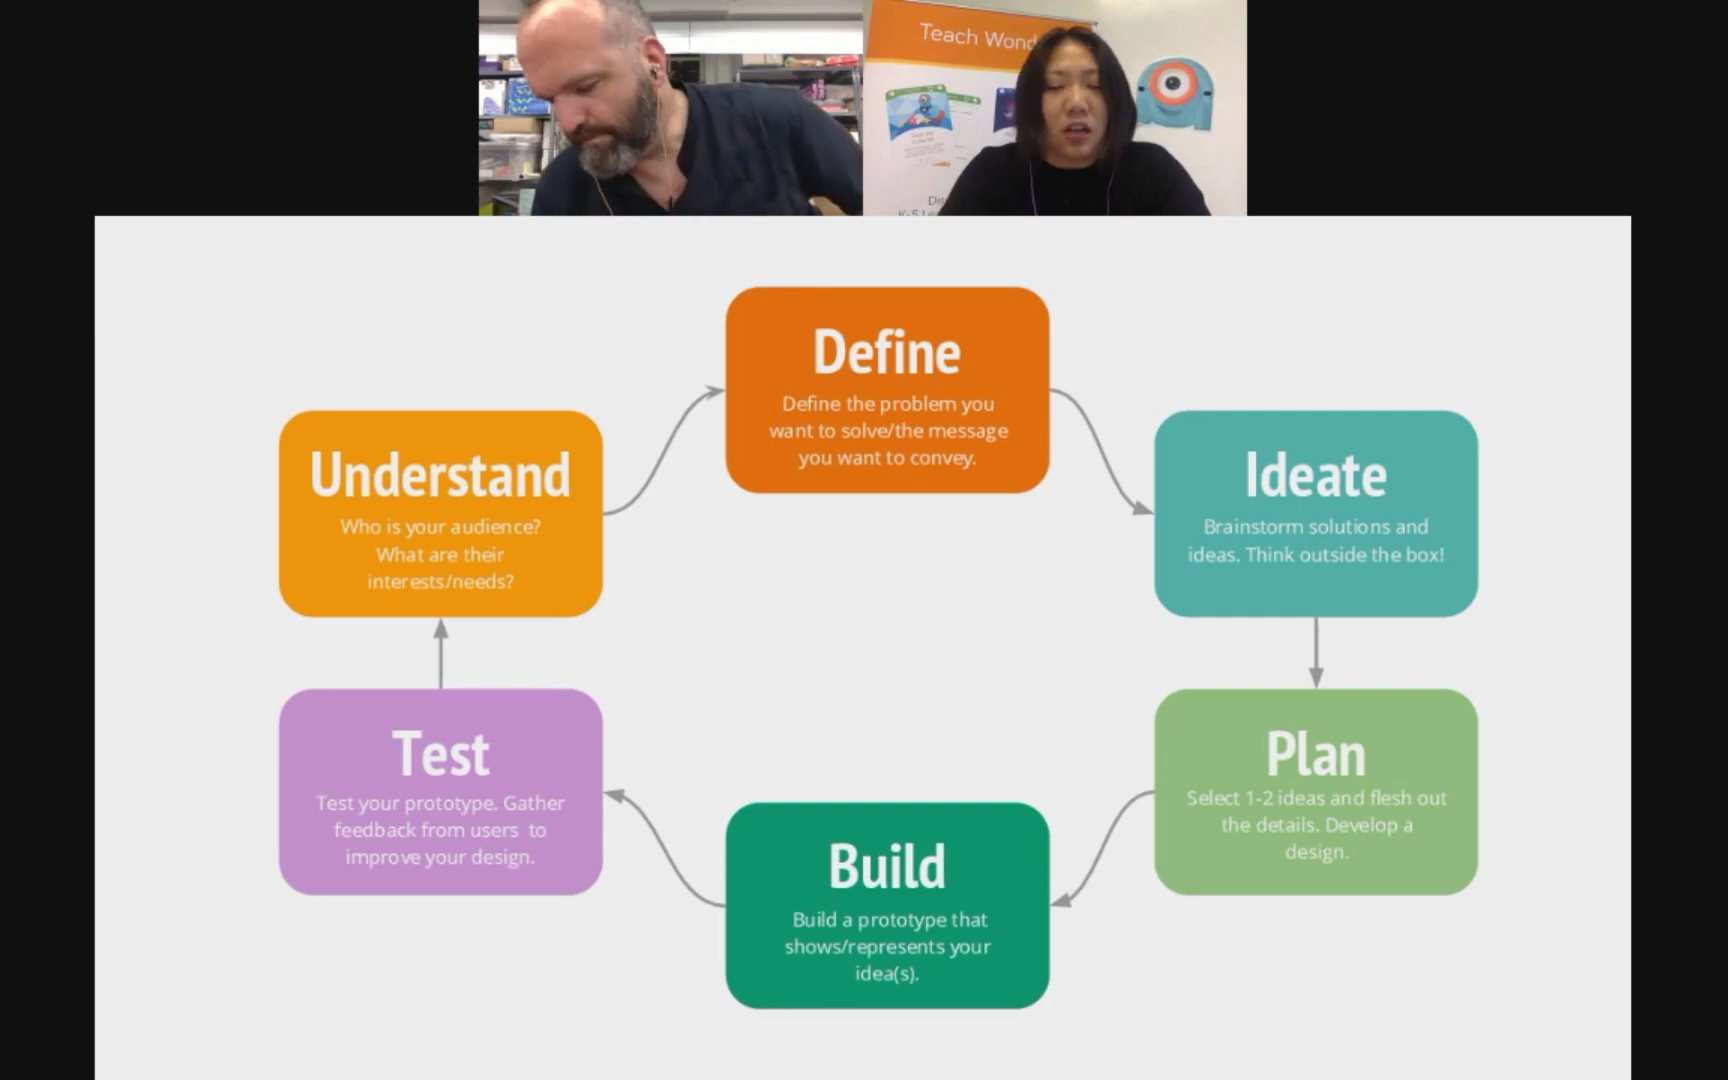 Teach Wond
Define
Define the problem you
want to solve/the message
you want to convey.
Understand
Who is your audience?
What are their
interests/needs?
Ideate
Brainstorm solutions and
ideas. Think outside the box!
Test
Test your prototype. Gather
feedback from users to
improve your design.
Plan
Select 1-2 ideas and flesh out
the details. Develop a
design.
Build
Build a prototype that
shows/represents your
idea(s).